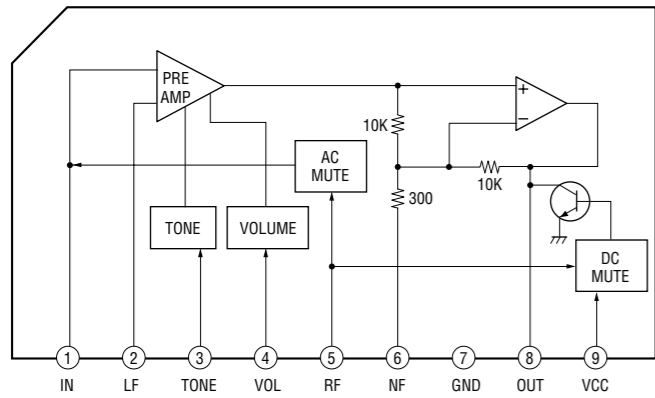 PRE
AMP
+
−
10K
AC
MUTE
10K
300
TONE
VOLUME
DC
MUTE
1 2 3 4 5 6 7 8 9
IN LF TONE VOL RF NF GND OUT VCC